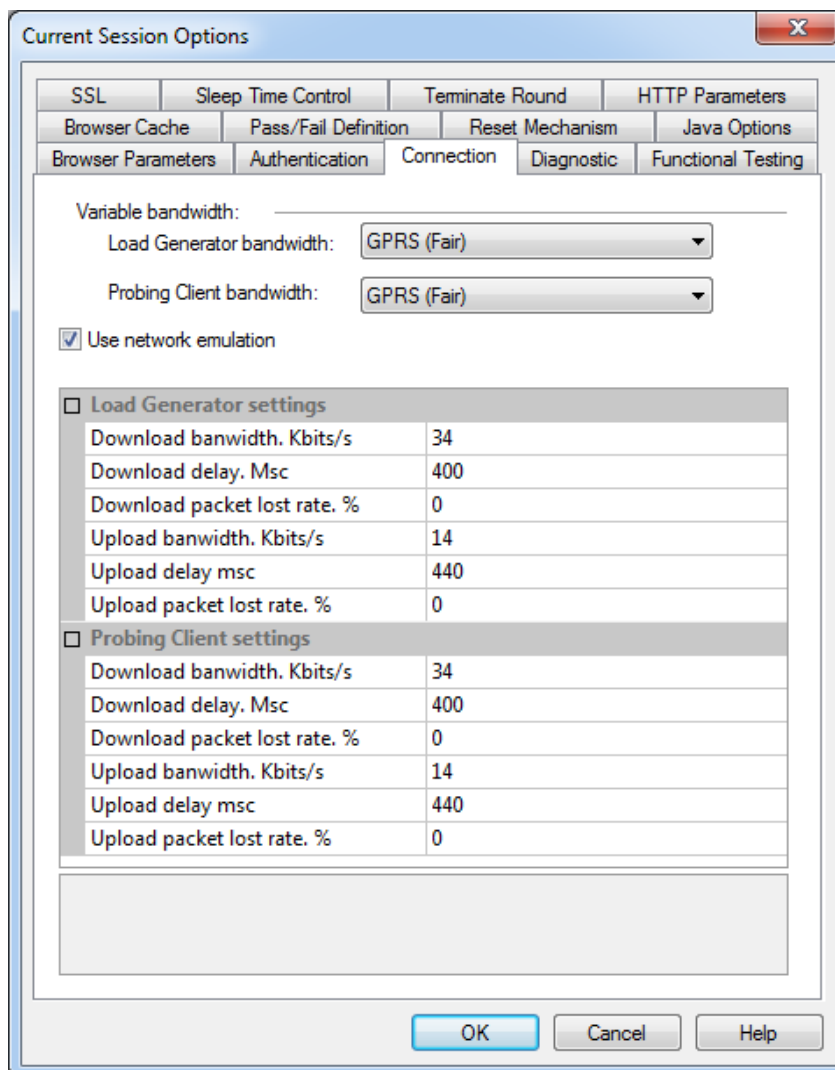 Current Session Options
SSL Sleep Time Control Terminate Round HTTP Parameters
Browser Cache Pass/Fail Definition Reset Mechanism Java Options
Browser Parameters Authentication Connection Diagnostic Functional Testing
Variable bandwidth:
Load Generator bandwidth: GPRS (Fair)
Probing Client bandwidth: GPRS (Fair)
Use network emulation
Load Generator settings
Download banwidth. Kbits/s 34
Download delay. Msc 400
Download packet lost rate. % 0
Upload banwidth. Kbits/s 14
Upload delay msc 440
Upload packet lost rate. % 0
Probing Client settings
Download banwidth. Kbits/s 34
Download delay. Msc 400
Download packet lost rate. % 0
Upload banwidth. Kbits/s 14
Upload delay msc 440
Upload packet lost rate. % 0
OK Cancel Help